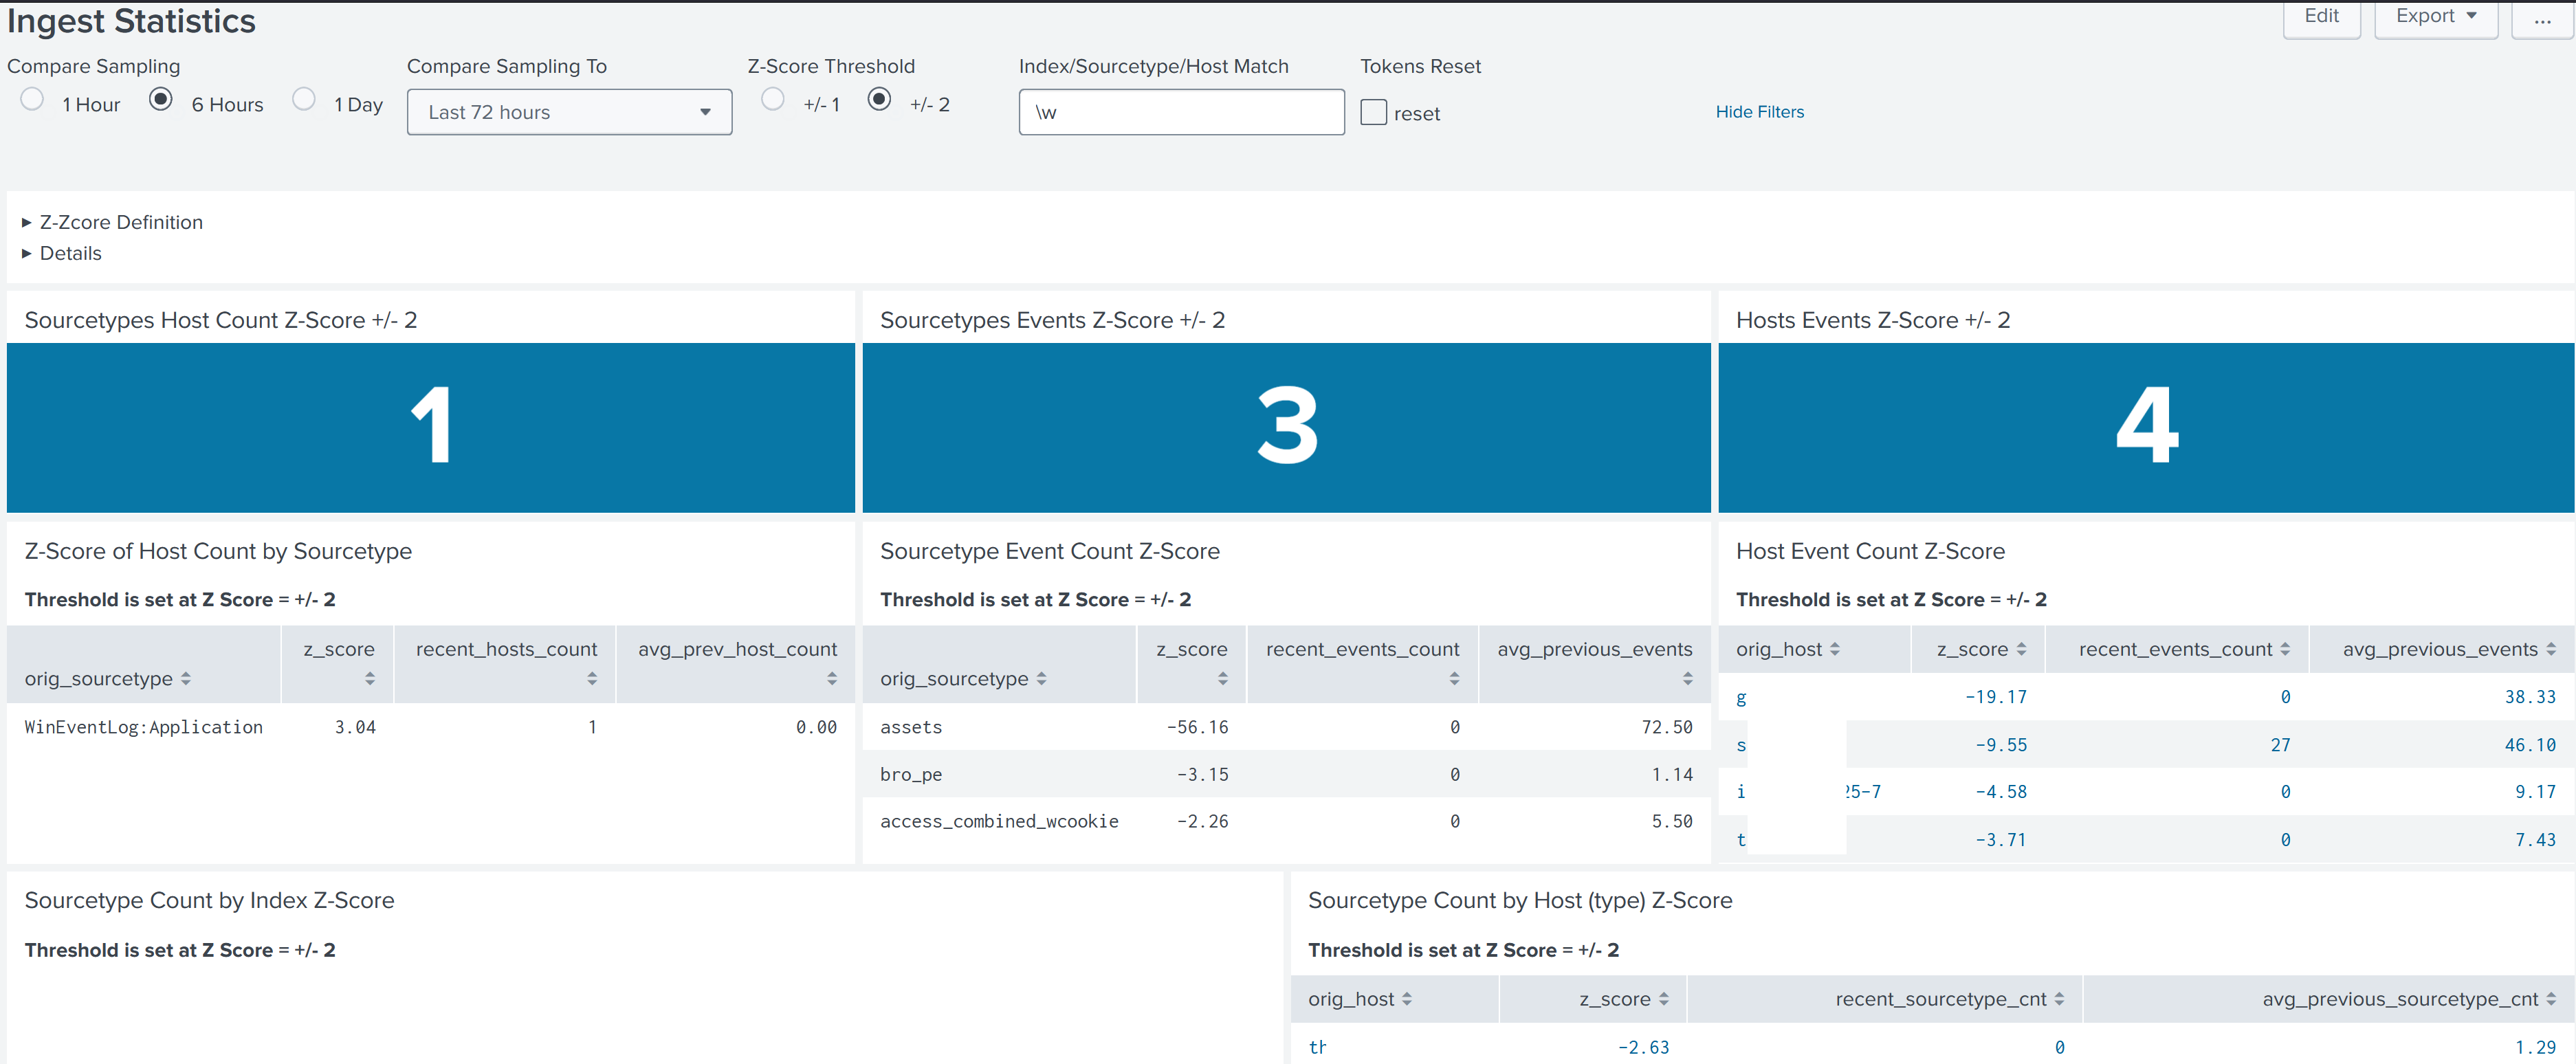 Ingest Statistics
Edit Export ...
Compare Sampling Compare Sampling To Z-Score Threshold Index/Sourcetype/Host Match Tokens Reset
1 Hour 6 Hours 1 Day Last 72 hours +/- 1 +/- 2 \w reset Hide Filters
Z-Zcore Definition
Details
Sourcetypes Host Count Z-Score +/- 2
1
Sourcetypes Events Z-Score +/- 2
3
Hosts Events Z-Score +/- 2
4
Z-Score of Host Count by Sourcetype
Threshold is set at Z Score = +/- 2
orig_sourcetype z_score recent_hosts_count avg_prev_host_count
WinEventLog:Application 3.04 1 0.00
Sourcetype Event Count Z-Score
Threshold is set at Z Score = +/- 2
orig_sourcetype z_score recent_events_count avg_previous_events
assets -56.16 0 72.50
bro_pe -3.15 0 1.14
access_combined_wcookie -2.26 0 5.50
Host Event Count Z-Score
Threshold is set at Z Score = +/- 2
orig_host z_score recent_events_count avg_previous_events
g -19.17 0 38.33
s -9.55 27 46.10
i 25-7 -4.58 0 9.17
t -3.71 0 7.43
Sourcetype Count by Index Z-Score
Threshold is set at Z Score = +/- 2
Sourcetype Count by Host (type) Z-Score
Threshold is set at Z Score = +/- 2
orig_host z_score recent_sourcetype_cnt avg_previous_sourcetype_cnt
th -2.63 0 1.29